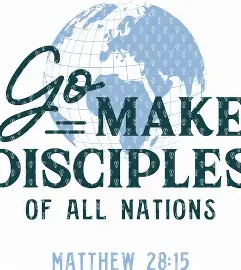 Go
MAKE
DISCIPLES
OF ALL NATIONS
MATTHEW 28:15